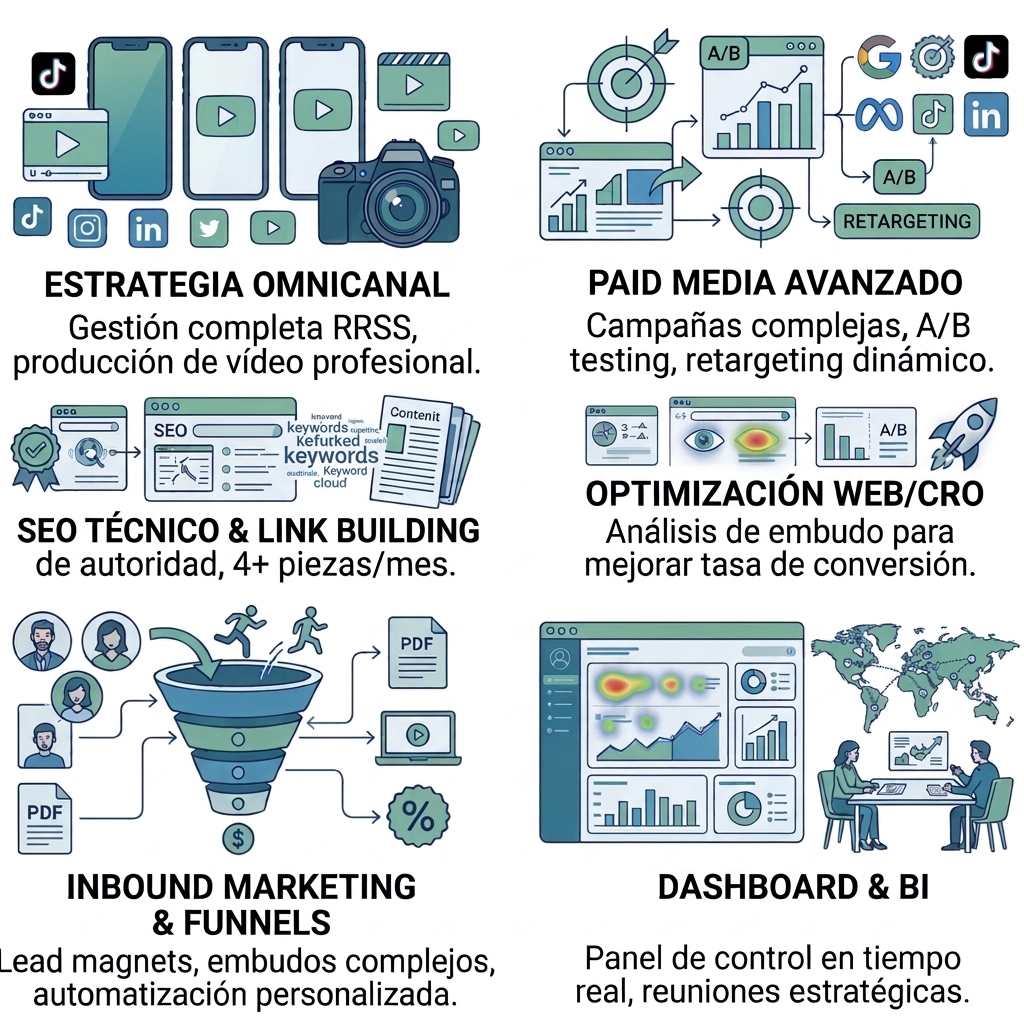 A/B
A/B
RETARGETING
ESTRATEGIA OMNICANAL
Gestión completa RRSS,
producción de vídeo profesional.
PAID MEDIA AVANZADO
Campañas complejas, A/B
testing, retargeting dinámico.
SEO
keywords
Kefutked
keywords
Keyword
cloud
Contenit
A/B
SEO TÉCNICO & LINK BUILDING
de autoridad, 4+ piezas/mes.
OPTIMIZACIÓN WEB/CRO
Análisis de embudo para
mejorar tasa de conversión.
PDF
PDF
%
$
INBOUND MARKETING
& FUNNELS
Lead magnets, embudos complejos,
automatización personalizada.
DASHBOARD & BI
Panel de control en tiempo
real, reuniones estratégicas.